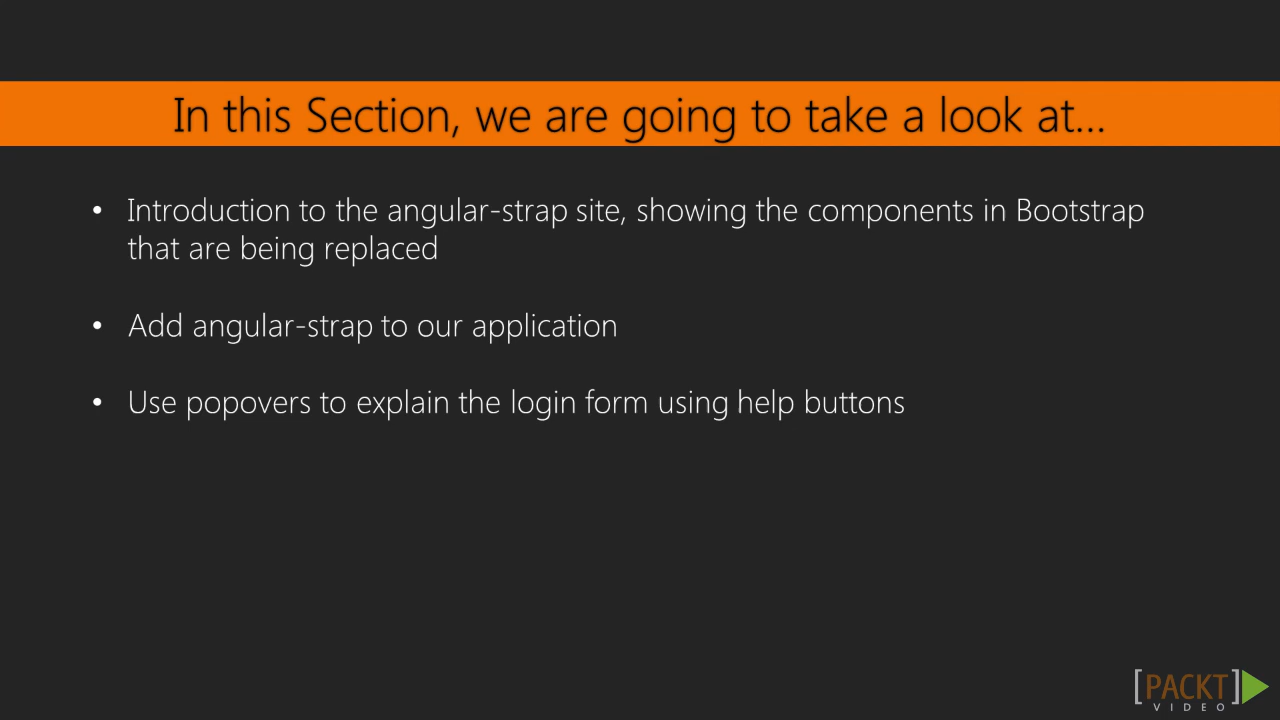 In this Section, we are going to take a look at...
• Introduction to the angular-strap site, showing the components in Bootstrap
that are being replaced
• Add angular-strap to our application
• Use popovers to explain the login form using help buttons
[PACKT]
VIDEO